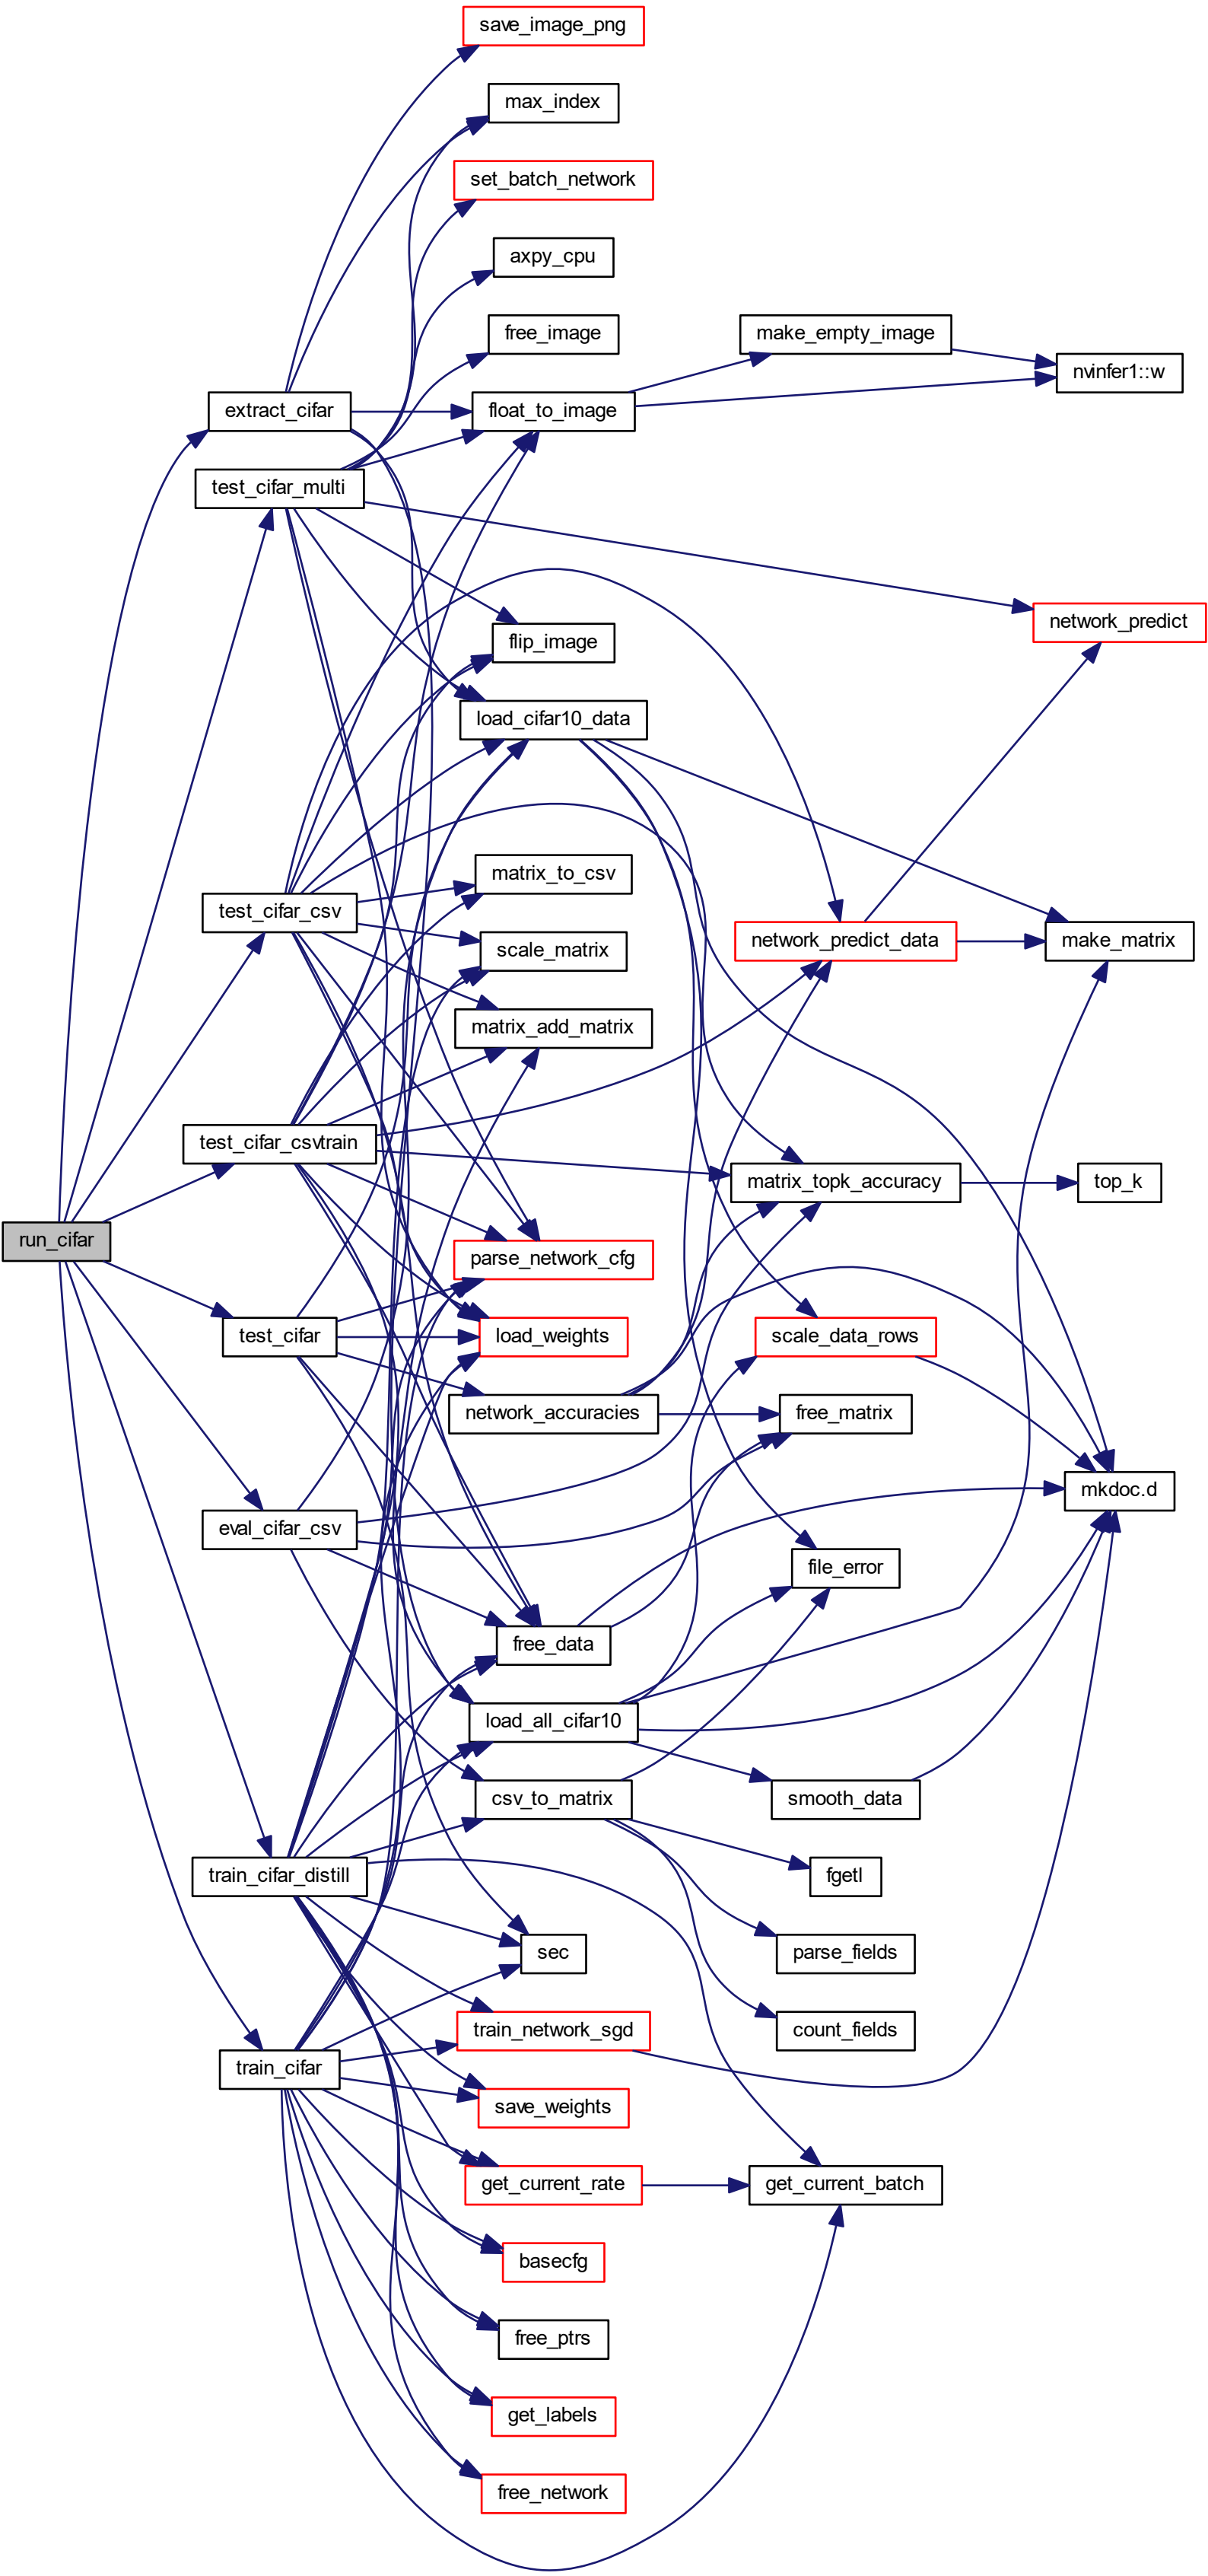 save_image_png
max_index
set_batch_network
axpy_cpu
free_image
make_empty_image
nvinfer1::w
extract_cifar
float_to_image
test_cifar_multi
network_predict
flip_image
load_cifar10_data
matrix_to_csv
test_cifar_csv
scale_matrix
network_predict_data
make_matrix
matrix_add_matrix
test_cifar_csvtrain
matrix_topk_accuracy
top_k
run_cifar
parse_network_cfg
test_cifar
load_weights
scale_data_rows
network_accuracies
free_matrix
mkdoc.d
eval_cifar_csv
file_error
free_data
load_all_cifar10
csv_to_matrix
smooth_data
train_cifar_distill
fgetl
sec
parse_fields
train_network_sgd
count_fields
train_cifar
save_weights
get_current_rate
get_current_batch
basecfg
free_ptrs
get_labels
free_network